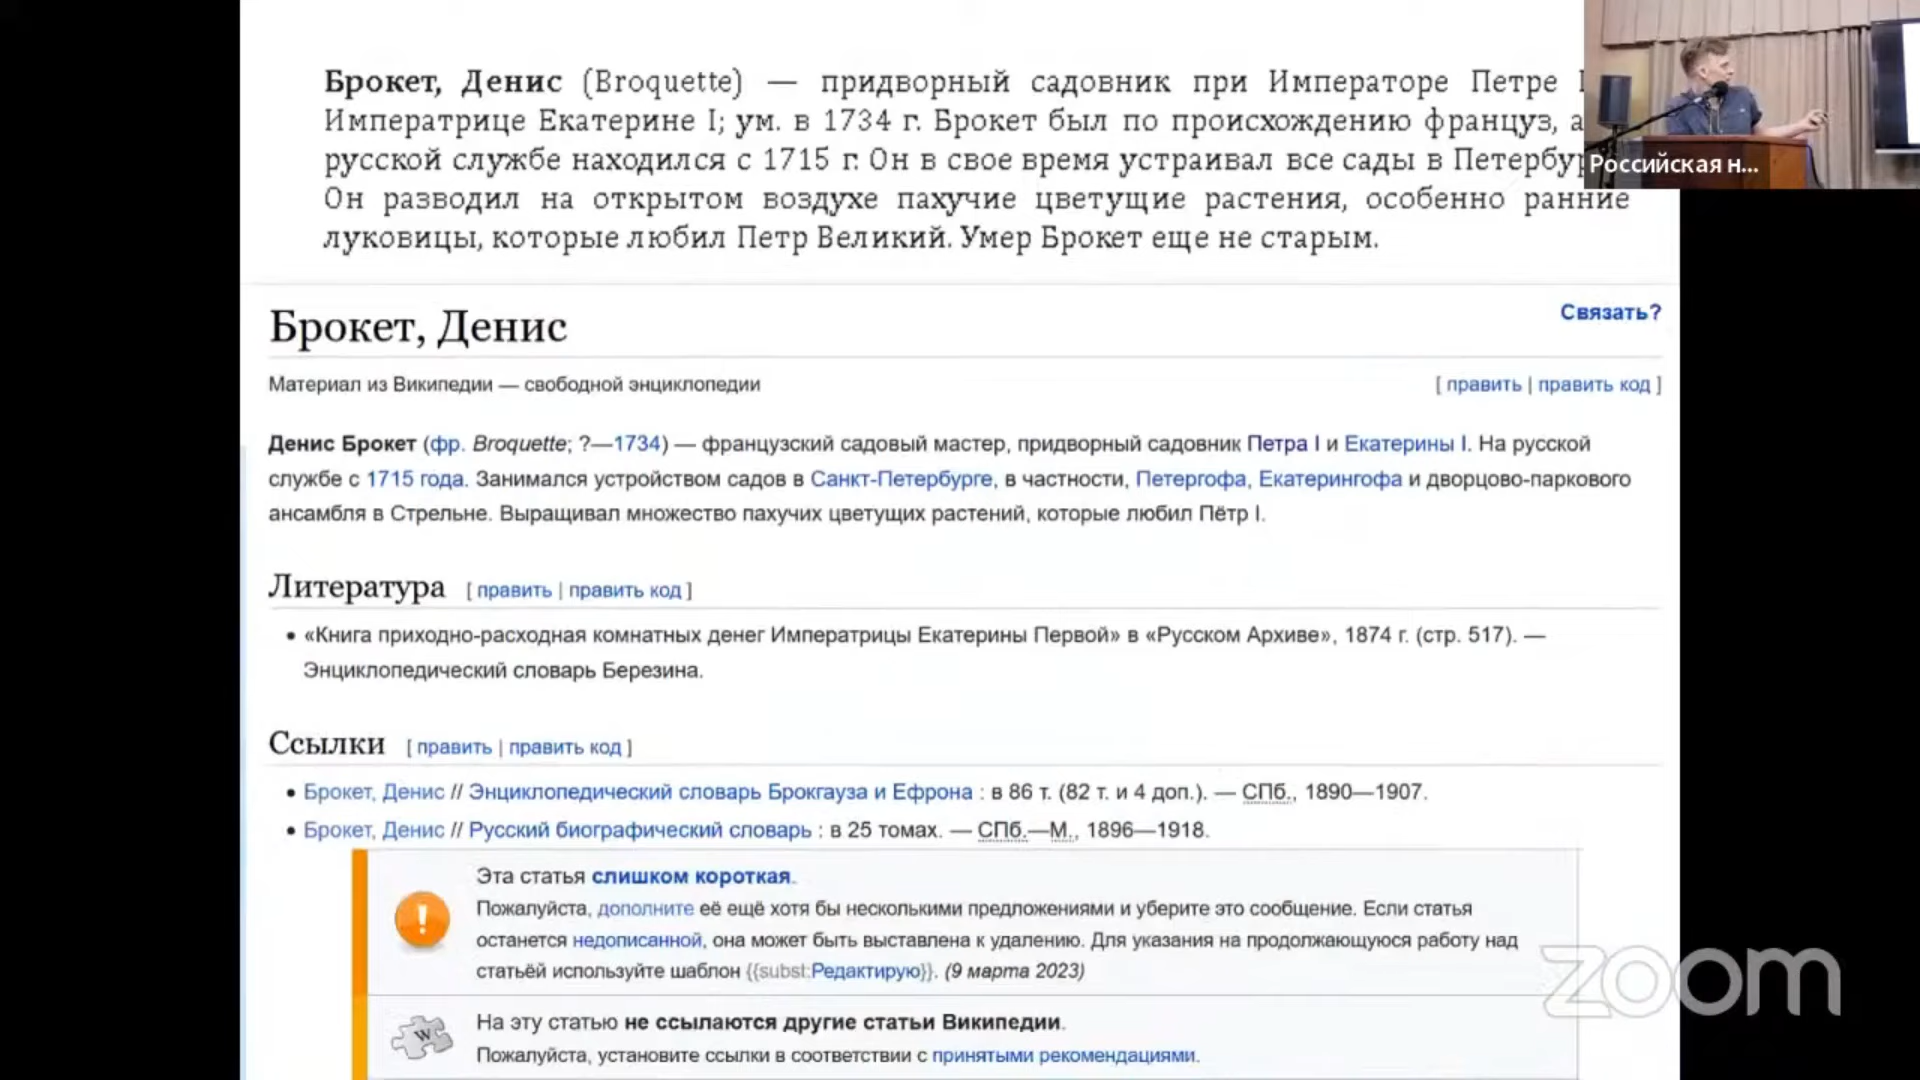 Брокет, Денис (Broquette) — придворный садовник при Императоре Петре
Императрице Екатерине I; ум. в 1734 г. Брокет был по происхождению француз, а
русской службе находился с 1715 г. Он в свое время устраивал все сады в Петербур
Российская н...
Он разводил на открытом воздухе пахучие цветущие растения, особенно ранние
луковицы, которые любил Петр Великий. Умер Брокет еще не старым.
Брокет, Денис
Связать?
Материал из Википедии — свободной энциклопедии
[ править | править код ]
Денис Брокет (фр. Broquette; ?—1734) — французский садовый мастер, придворный садовник Петра I и Екатерины I. На русской
службе с 1715 года. Занимался устройством садов в Санкт-Петербурге, в частности, Петергофа, Екатерингофа и дворцово-паркового
ансамбля в Стрельне. Выращивал множество пахучих цветущих растений, которые любил Пётр I.
Литература [ править | править код ]
• «Книга приходно-расходная комнатных денег Императрицы Екатерины Первой» в «Русском Архиве», 1874 г. (стр. 517). —
Энциклопедический словарь Березина.
Ссылки [ править | править код ]
• Брокет, Денис // Энциклопедический словарь Брокгауза и Ефрона : в 86 т. (82 т. и 4 доп.). — СПб., 1890—1907.
• Брокет, Денис // Русский биографический словарь : в 25 томах. — СПб.—М., 1896—1918.
Эта статья слишком короткая.
Пожалуйста, дополните её ещё хотя бы несколькими предложениями и уберите это сообщение. Если статья
останется недописанной, она может быть выставлена к удалению. Для указания на продолжающуюся работу над
статьёй используйте шаблон {{subst:Редактирую}}. (9 марта 2023)
W
На эту статью не ссылаются другие статьи Википедии.
Пожалуйста, установите ссылки в соответствии с принятыми рекомендациями.
zoom